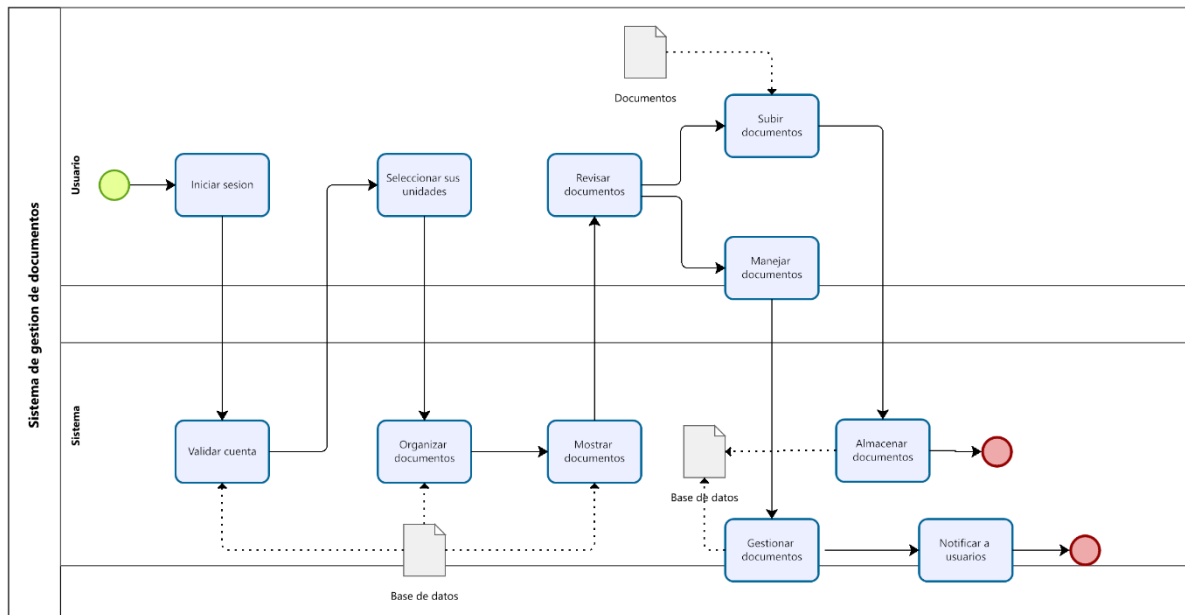 Sistema de gestion de documentos
Usuario
Documentos
Subir
documentos
Iniciar sesion
Seleccionar sus
unidades
Revisar
documentos
Manejar
documentos
Sistema
Validar cuenta
Organizar
documentos
Mostrar
documentos
Base de datos
Almacenar
documentos
Gestionar
documentos
Notificar a
usuarios
Base de datos